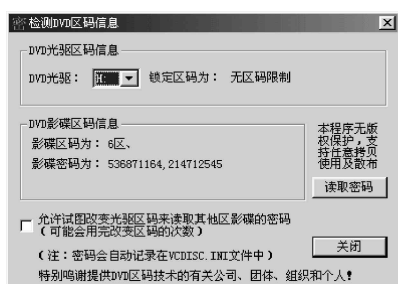 检测DVD区码信息
DVD光驱区码信息
DVD光驱： H: 锁定区码为： 无区码限制
DVD影碟区码信息
影碟区码为： 6区、
影碟密码为： 536871164,214712545
本程序无版
权保护，支
持任意拷贝
使用及散布
读取密码
允许试图改变光驱区码来读取其他区影碟的密码
（可能会用完改变区码的次数）
关闭
（注：密码会自动记录在VCDISC.INI文件中）
特别鸣谢提供DVD区码技术的有关公司、团体、组织和个人！